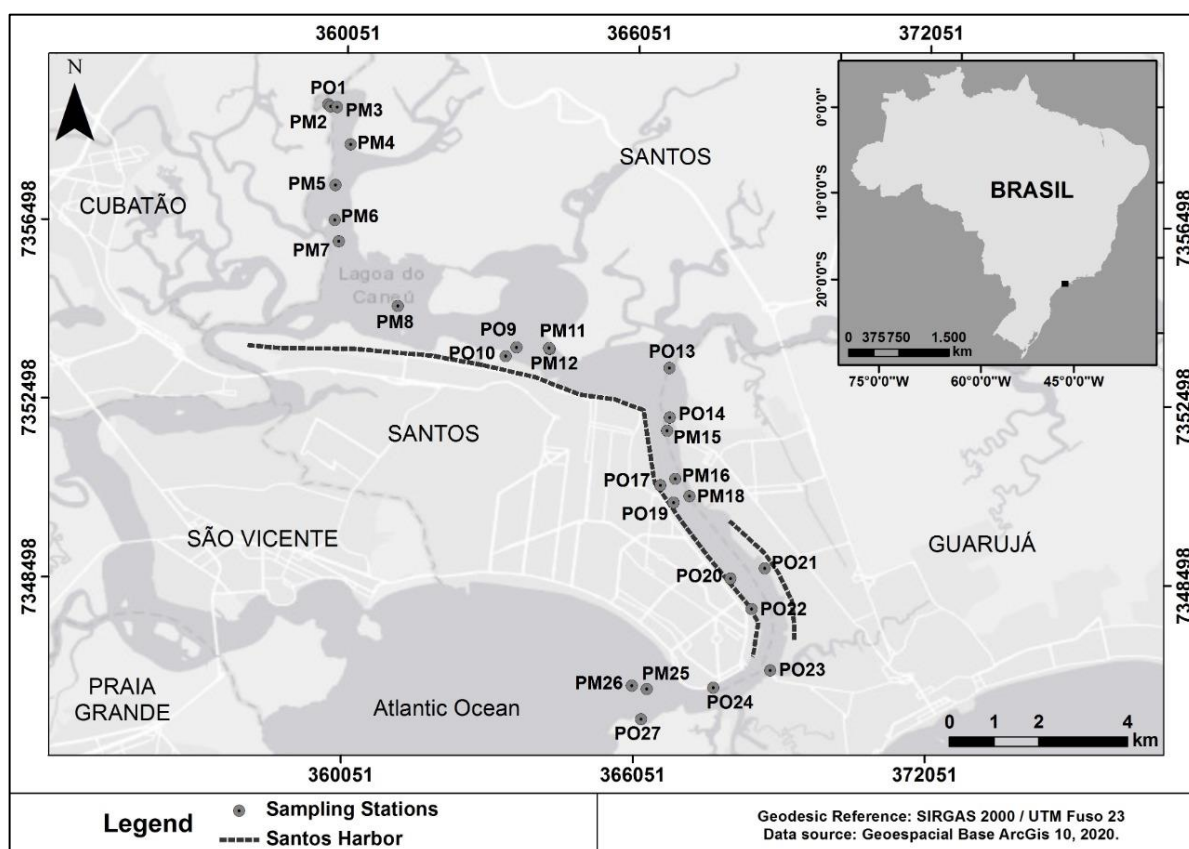 360051
366051
372051
N
PO1
PM2
PM3
PM4
PM5
PM6
PM7
CUBATÃO
SANTOS
7356498
7356498
Lagoa do
Caneú
PM8
PO9
PO10
PM11
PM12
PO13
PO14
PM15
7352498
7352498
SANTOS
PO17
PM16
PM18
PO19
SÃO VICENTE
GUARUJÁ
PO21
PO20
PO22
7348498
7348498
PO23
PO24
PM26
PM25
PO27
PRAIA
GRANDE
Atlantic Ocean
0 1 2 4
km
360051
366051
372051
0°0'0"
10°0'0"S
20°0'0"S
BRASIL
0 375750 1.500
km
75°0'0"W
60°0'0"W
45°0'0"W
Legend
Sampling Stations
Santos Harbor
Geodesic Reference: SIRGAS 2000 / UTM Fuso 23
Data source: Geoespacial Base ArcGis 10, 2020.